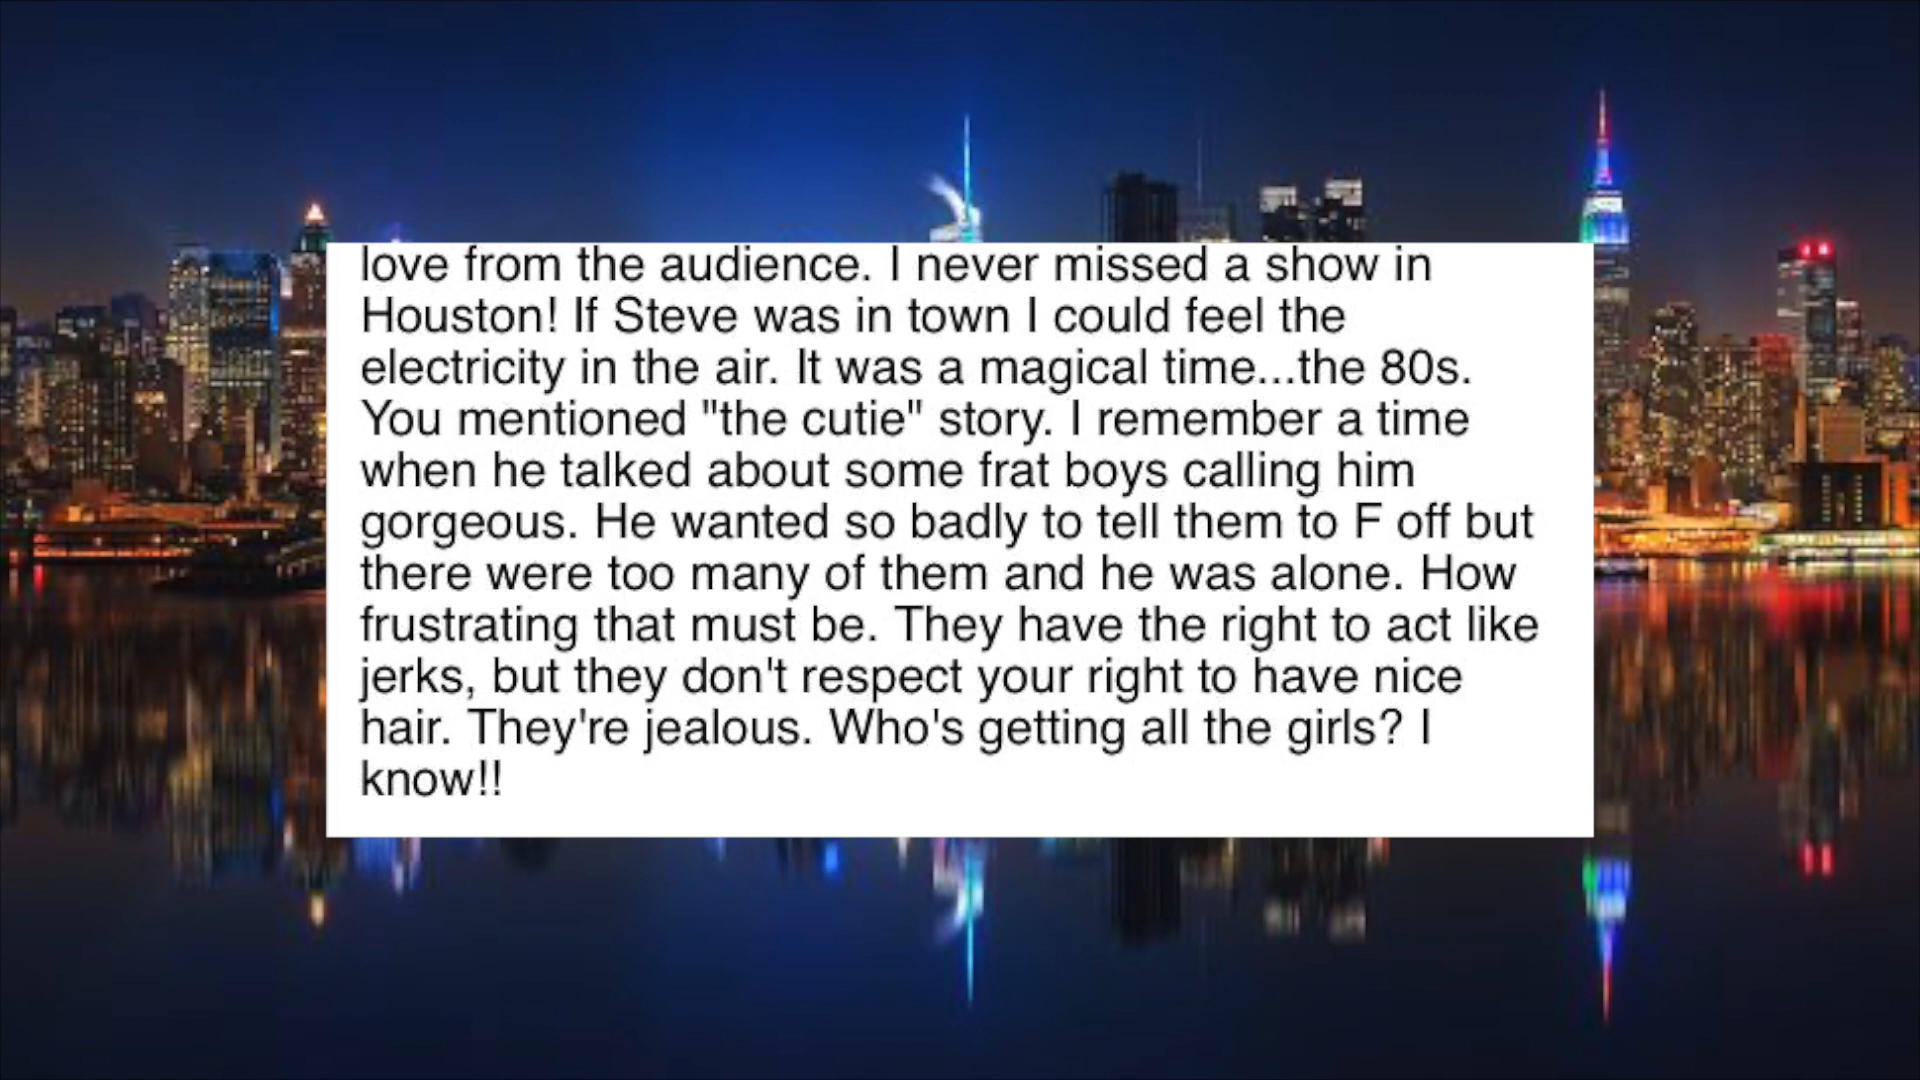 love from the audience. I never missed a show in
Houston! If Steve was in town I could feel the
electricity in the air. It was a magical time...the 80s.
You mentioned "the cutie" story. I remember a time
when he talked about some frat boys calling him
gorgeous. He wanted so badly to tell them to F off but
there were too many of them and he was alone. How
frustrating that must be. They have the right to act like
jerks, but they don't respect your right to have nice
hair. They're jealous. Who's getting all the girls? I
know!!